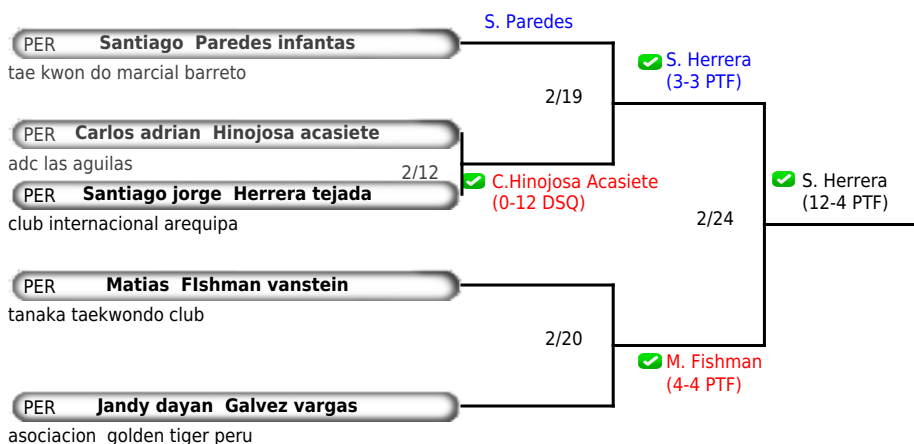 S. Paredes
PER Santiago Paredes infantas
tae kwon do marcial barreto
S. Herrera
(3-3 PTF)
2/19
PER Carlos adrian Hinojosa acasiete
adc las aguilas
2/12
C.Hinojosa Acasiete
(0-12 DSQ)
PER Santiago jorge Herrera tejada
club internacional arequipa
S. Herrera
(12-4 PTF)
2/24
PER Matias FIshman vanstein
tanaka taekwondo club
2/20
M. Fishman
(4-4 PTF)
PER Jandy dayan Galvez vargas
asociacion golden tiger peru